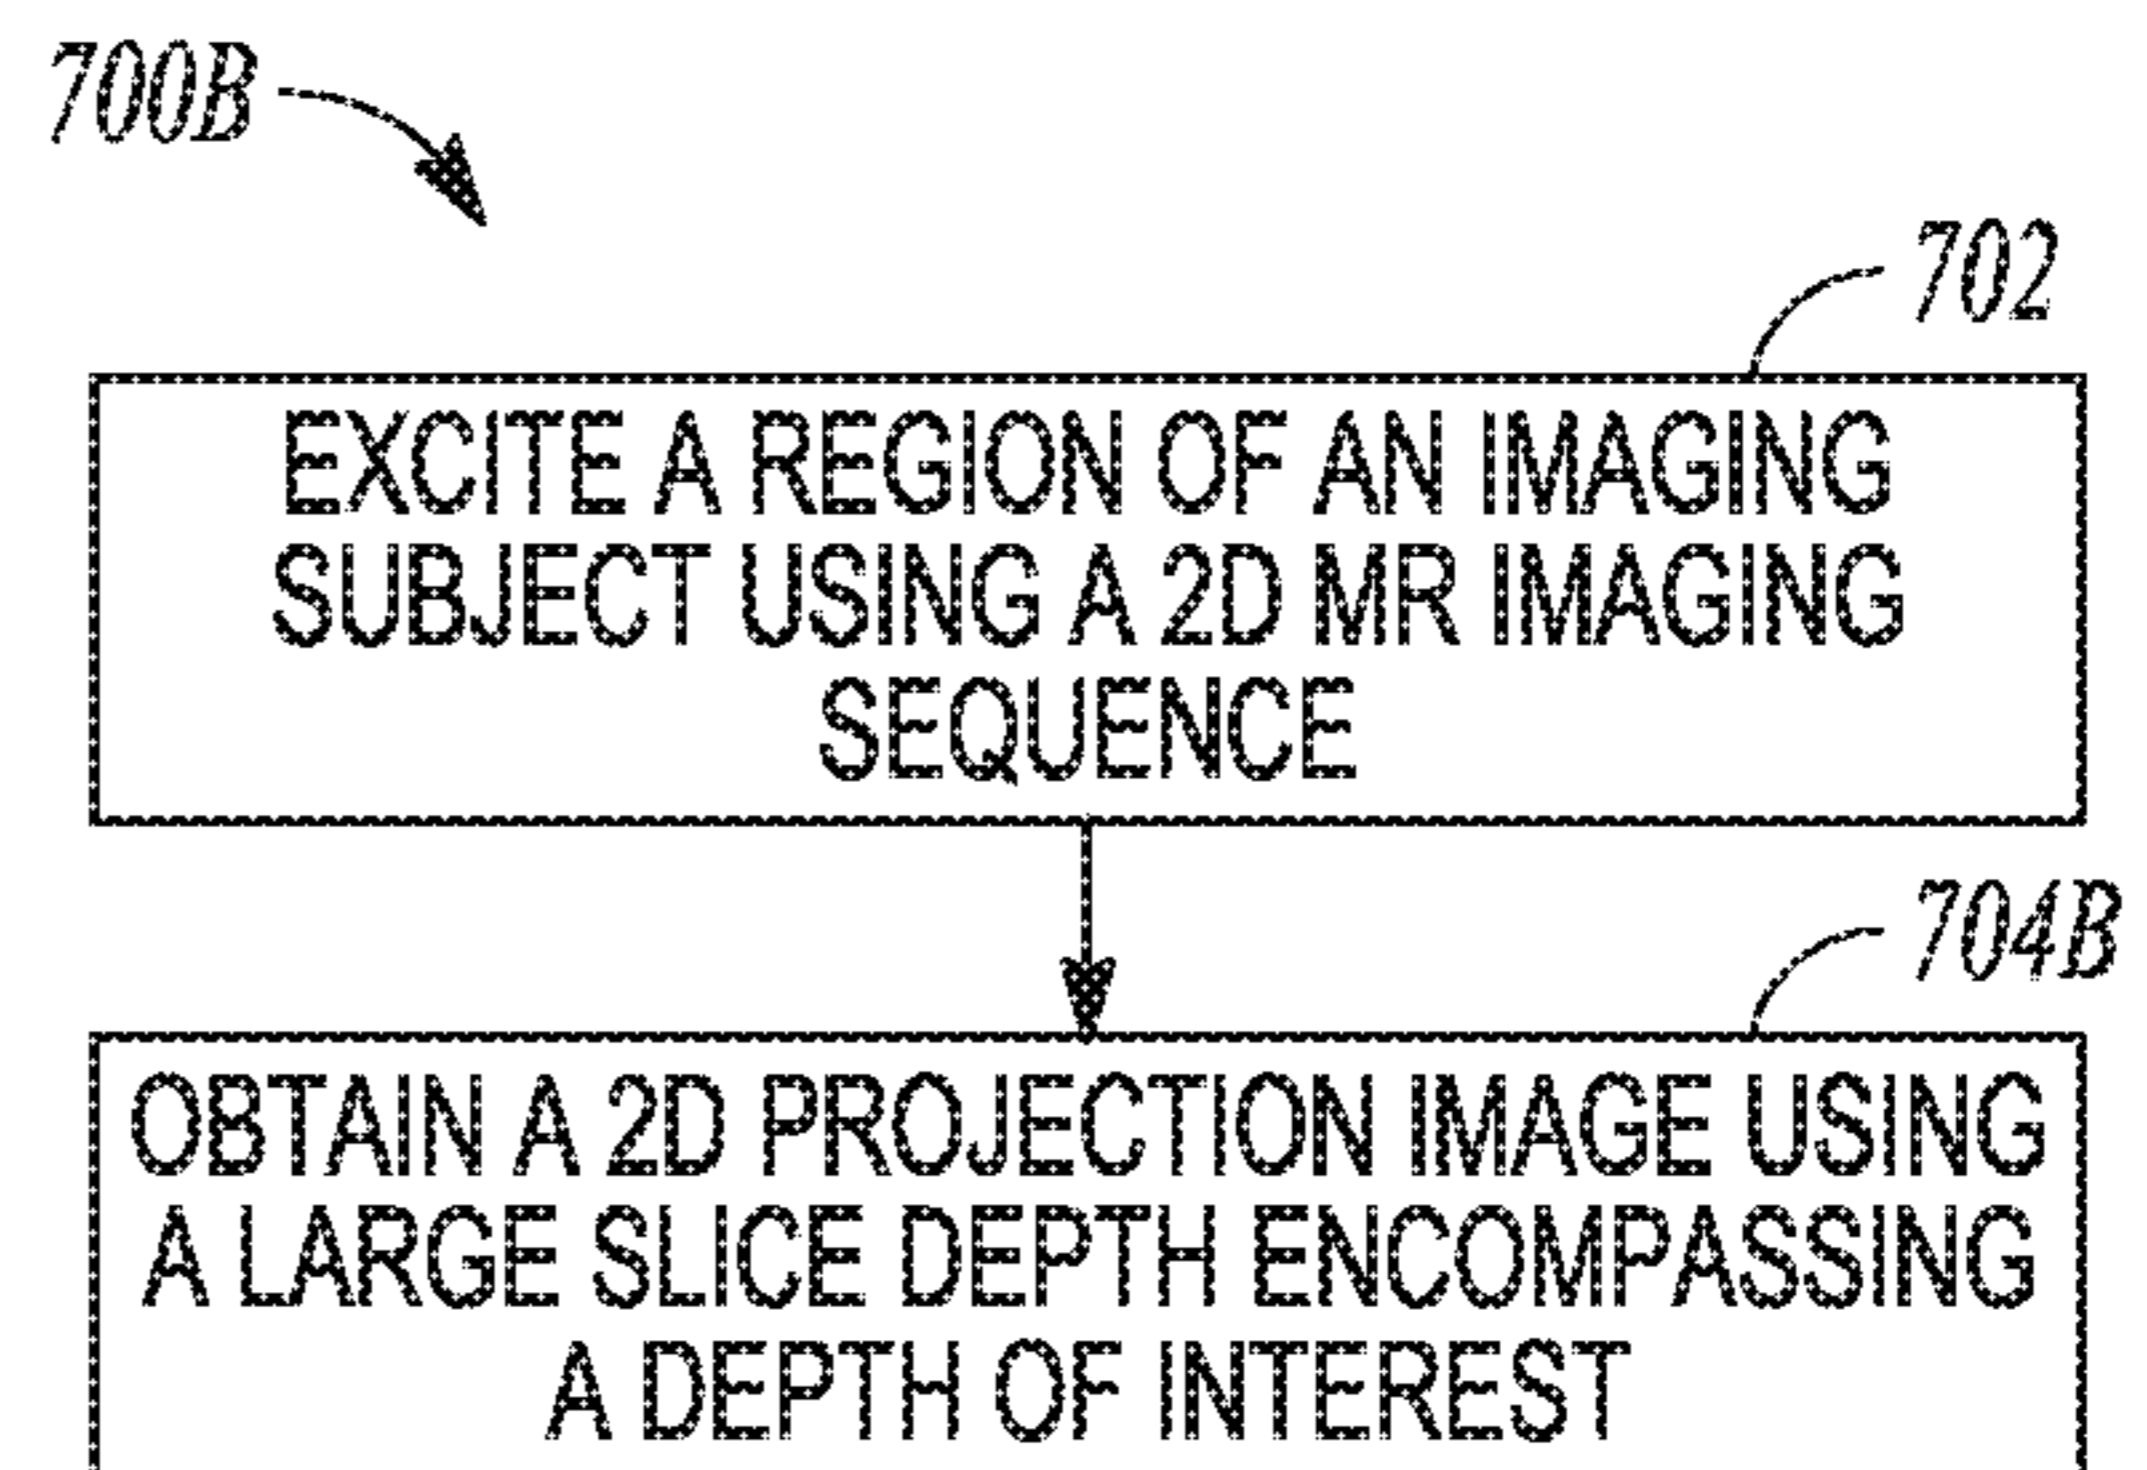 700B
702
EXCITE A REGION OF AN IMAGING
SUBJECT USING A 2D MR IMAGING
SEQUENCE
704B
OBTAIN A 2D PROJECTION IMAGE USING
A LARGE SLICE DEPTH ENCOMPASSING
A DEPTH OF INTEREST